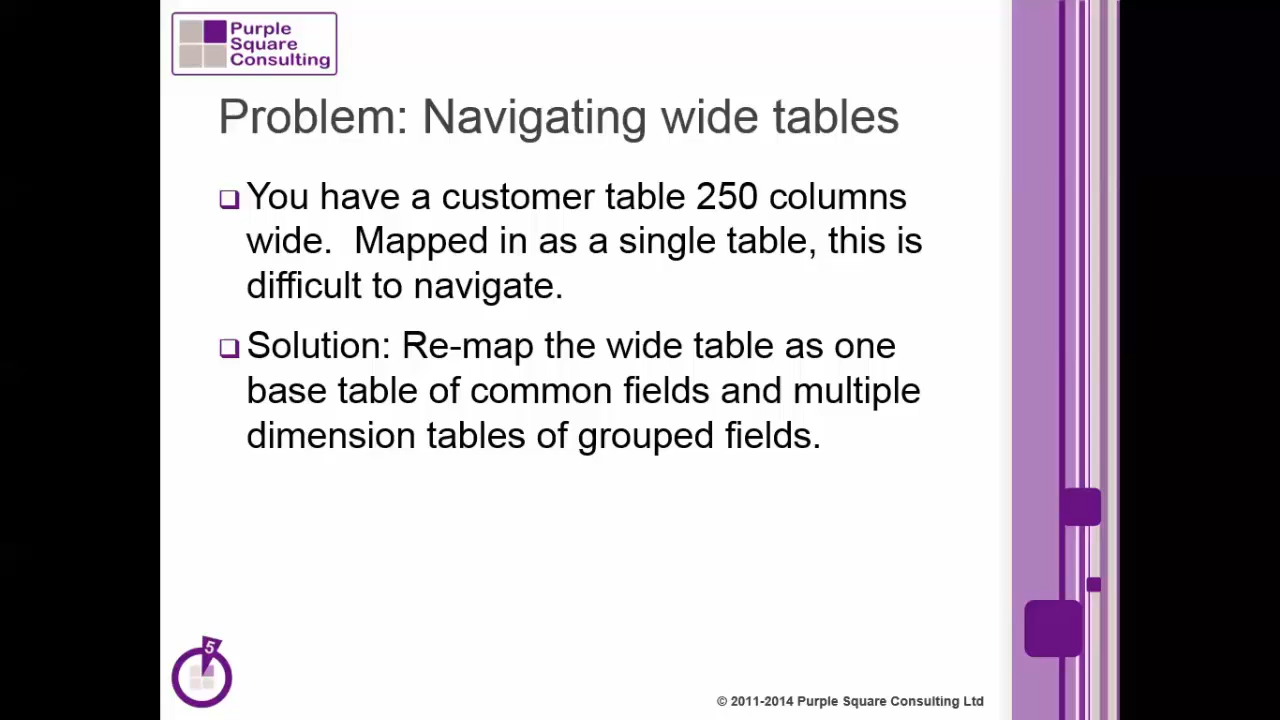 Purple
Square
Consulting
Problem: Navigating wide tables
You have a customer table 250 columns
wide. Mapped in as a single table, this is
difficult to navigate.
Solution: Re-map the wide table as one
base table of common fields and multiple
dimension tables of grouped fields.
5
© 2011-2014 Purple Square Consulting Ltd